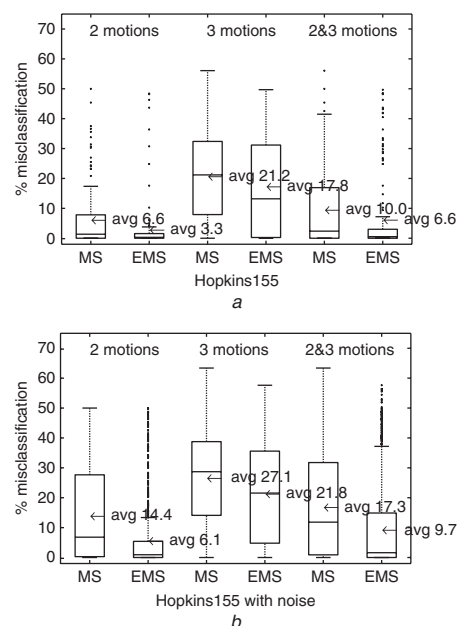 70
60
50
40
30
20
10
0
% misclassification
2 motions
3 motions
2&3 motions
avg 6.6
avg 3.3
avg 21.2
avg 17.8
avg 10.0
avg 6.6
MS
EMS
MS
EMS
MS
EMS
Hopkins155
a
70
60
50
40
30
20
10
0
% misclassification
2 motions
3 motions
2&3 motions
avg 14.4
avg 6.1
avg 27.1
avg 21.8
avg 17.3
avg 9.7
MS
EMS
MS
EMS
MS
EMS
Hopkins155 with noise
b